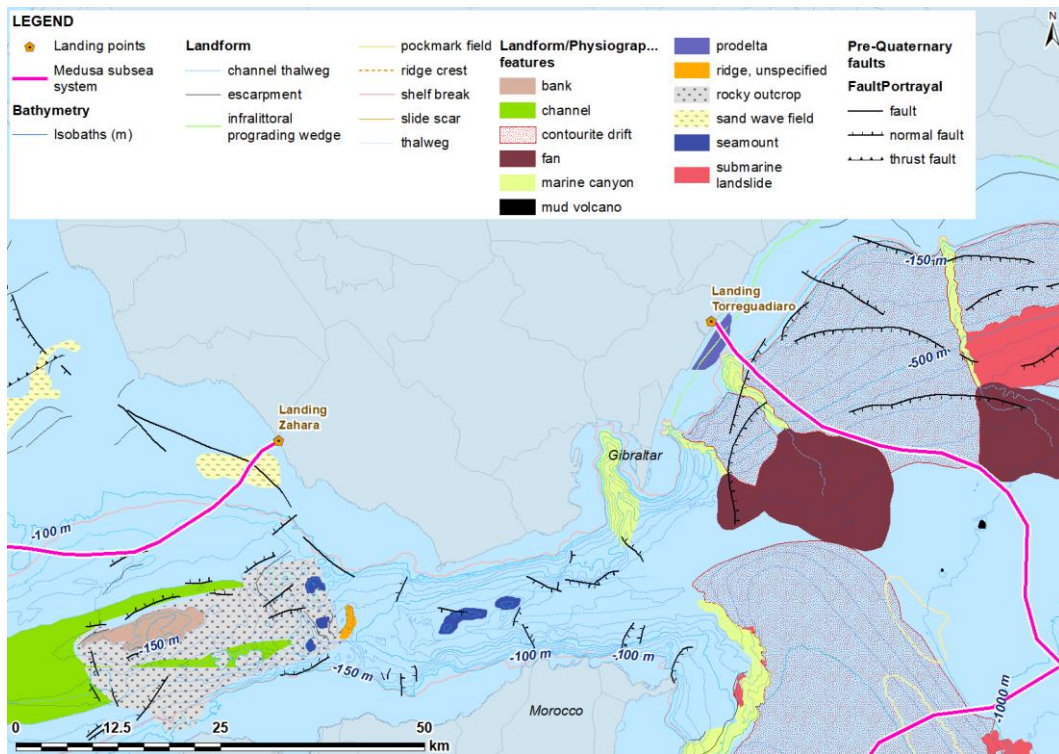 LEGEND
Landing points
Medusa subsea
system
Bathymetry
Isobaths (m)
Landform
channel thalweg
escarpment
infralittoral
prograding wedge
pockmark field
ridge crest
shelf break
slide scar
thalweg
Landform/Physiograp...
features
bank
channel
contourite drift
fan
marine canyon
mud volcano
prodelta
ridge, unspecified
rocky outcrop
sand wave field
seamount
submarine
landslide
Pre-Quaternary
faults
FaultPortrayal
fault
normal fault
thrust fault
N
-150 m
Landing
Torreguadiaro
-500 m
Landing
Zahara
Gibraltar
-100 m
-150 m
-150 m
-100 m
-100 m
-1000 m
Morocco
0 12.5 25 50
km